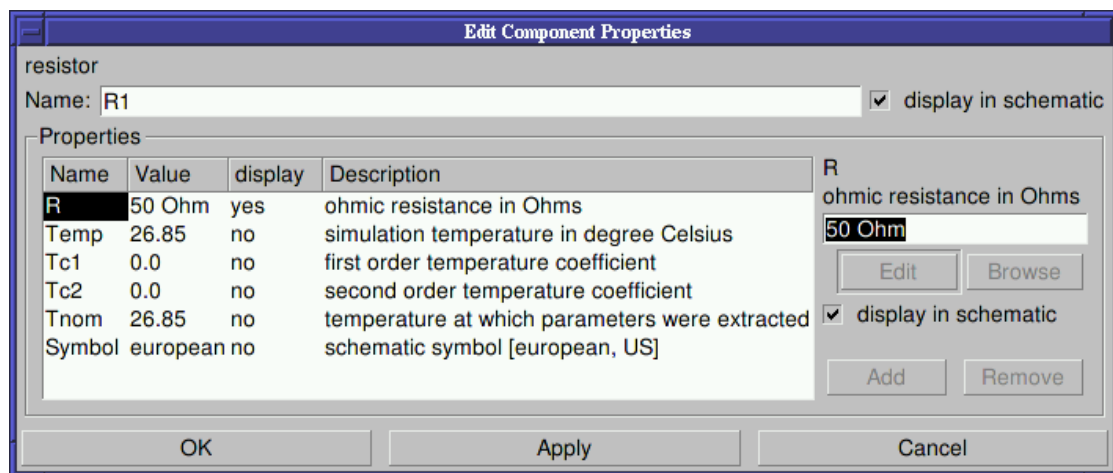 Edit Component Properties
resistor
Name: R1 display in schematic
Properties
Name Value display Description
R 50 Ohm yes ohmic resistance in Ohms
Temp 26.85 no simulation temperature in degree Celsius
Tc1 0.0 no first order temperature coefficient
Tc2 0.0 no second order temperature coefficient
Tnom 26.85 no temperature at which parameters were extracted
Symbol european no schematic symbol [european, US]
R
ohmic resistance in Ohms
50 Ohm
Edit Browse
display in schematic
Add Remove
OK Apply Cancel